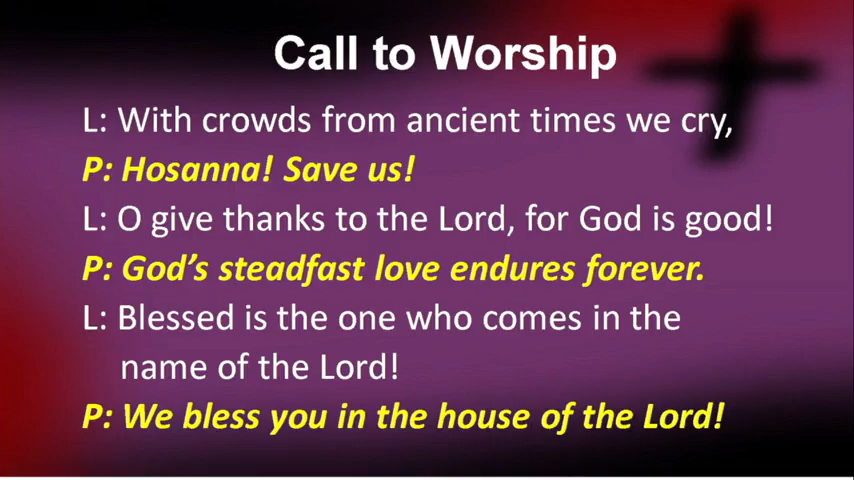 Call to Worship
L: With crowds from ancient times we cry,
P: Hosanna! Save us!
L: O give thanks to the Lord, for God is good!
P: God’s steadfast love endures forever.
L: Blessed is the one who comes in the
name of the Lord!
P: We bless you in the house of the Lord!